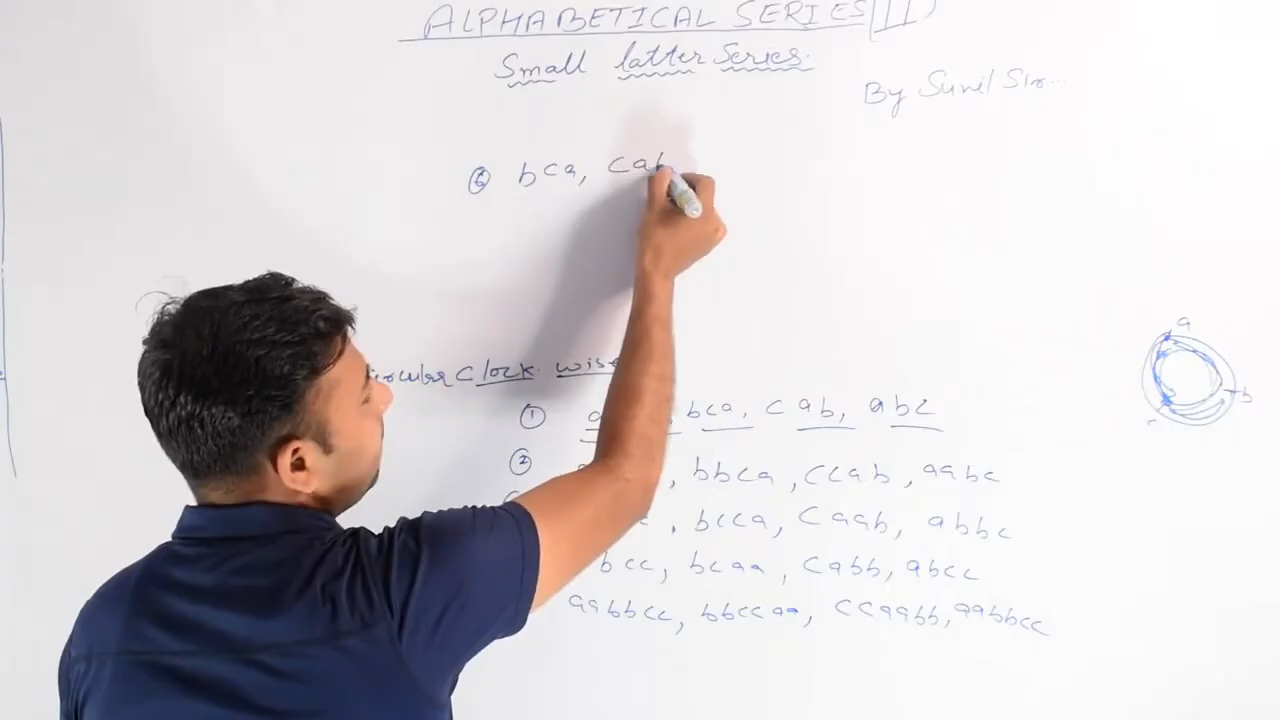 ALPHABETICAL SERIES (II)
Small latter Series.
By Sunil Sir...
⑥ bca, cab
Clock wise
① a , bca, cab, abc
② , bbca, ccab, aabc
c, bcca, caab, abbc
bcc, bcaa, cabb, abcc
aabbcc, bbccaa, ccaabb, aabbcc
a
b
c